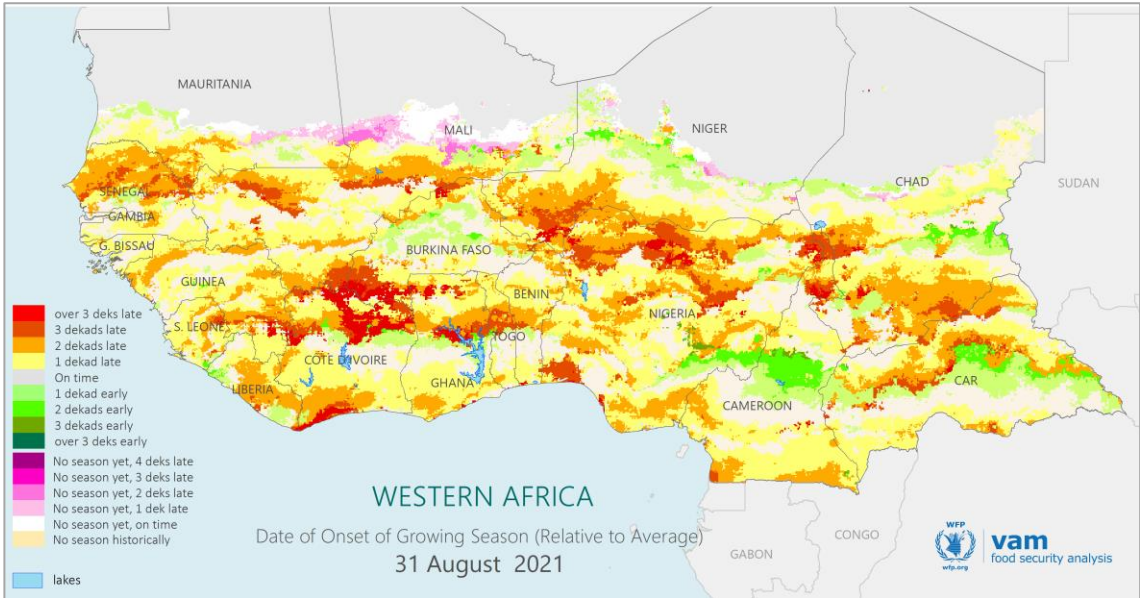 MAURITANIA
MALI
NIGER
CHAD
SUDAN
SENEGAL
GAMBIA
G. BISSAU
BURKINA FASO
GUINEA
BENIN
NIGERIA
S. LEONE
TOGO
COTE D'IVOIRE
LIBERIA
GHANA
CAR
CAMEROON
GABON
CONGO
over 3 deks late
3 dekads late
2 dekads late
1 dekad late
On time
1 dekad early
2 dekads early
3 dekads early
over 3 deks early
No season yet, 4 deks late
No season yet, 3 deks late
No season yet, 2 deks late
No season yet, 1 dek late
No season yet, on time
No season historically
lakes
WESTERN AFRICA
Date of Onset of Growing Season (Relative to Average)
31 August 2021
WFP
wfp.org
vam
food security analysis